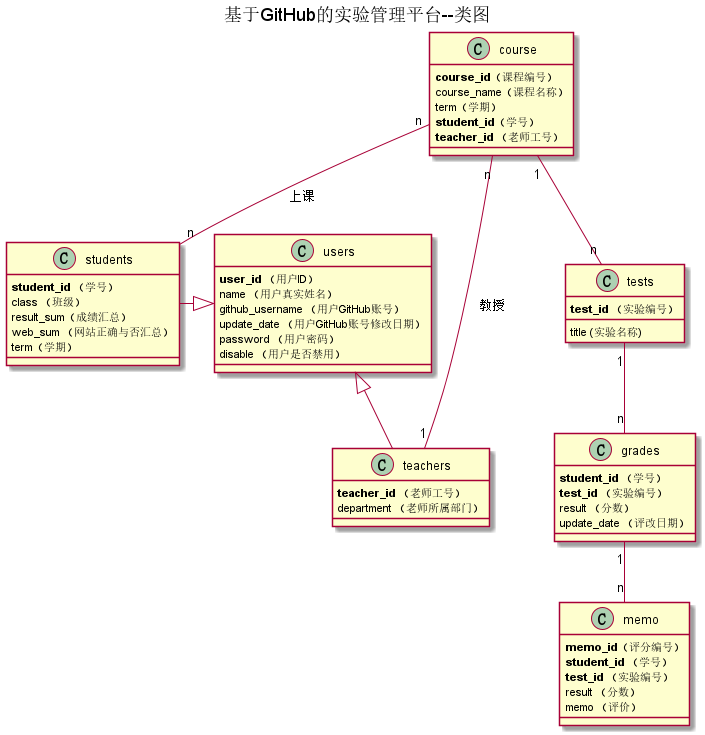 基于GitHub的实验管理平台--类图
C course
course_id（课程编号）
course_name（课程名称）
term（学期）
student_id（学号）
teacher_id （老师工号）
n
n
1
上课
n
n
C students
student_id （学号）
class （班级）
result_sum（成绩汇总）
web_sum （网站正确与否汇总）
term（学期）
C users
user_id （用户ID）
name （用户真实姓名）
github_username （用户GitHub账号）
update_date （用户GitHub账号修改日期）
password （用户密码）
disable （用户是否禁用）
教授
C tests
test_id （实验编号）
title (实验名称)
1
1
n
C teachers
teacher_id （老师工号）
department （老师所属部门）
C grades
student_id （学号）
test_id （实验编号）
result （分数）
update_date （评改日期）
1
n
C memo
memo_id（评分编号）
student_id （学号）
test_id （实验编号）
result （分数）
memo （评价）